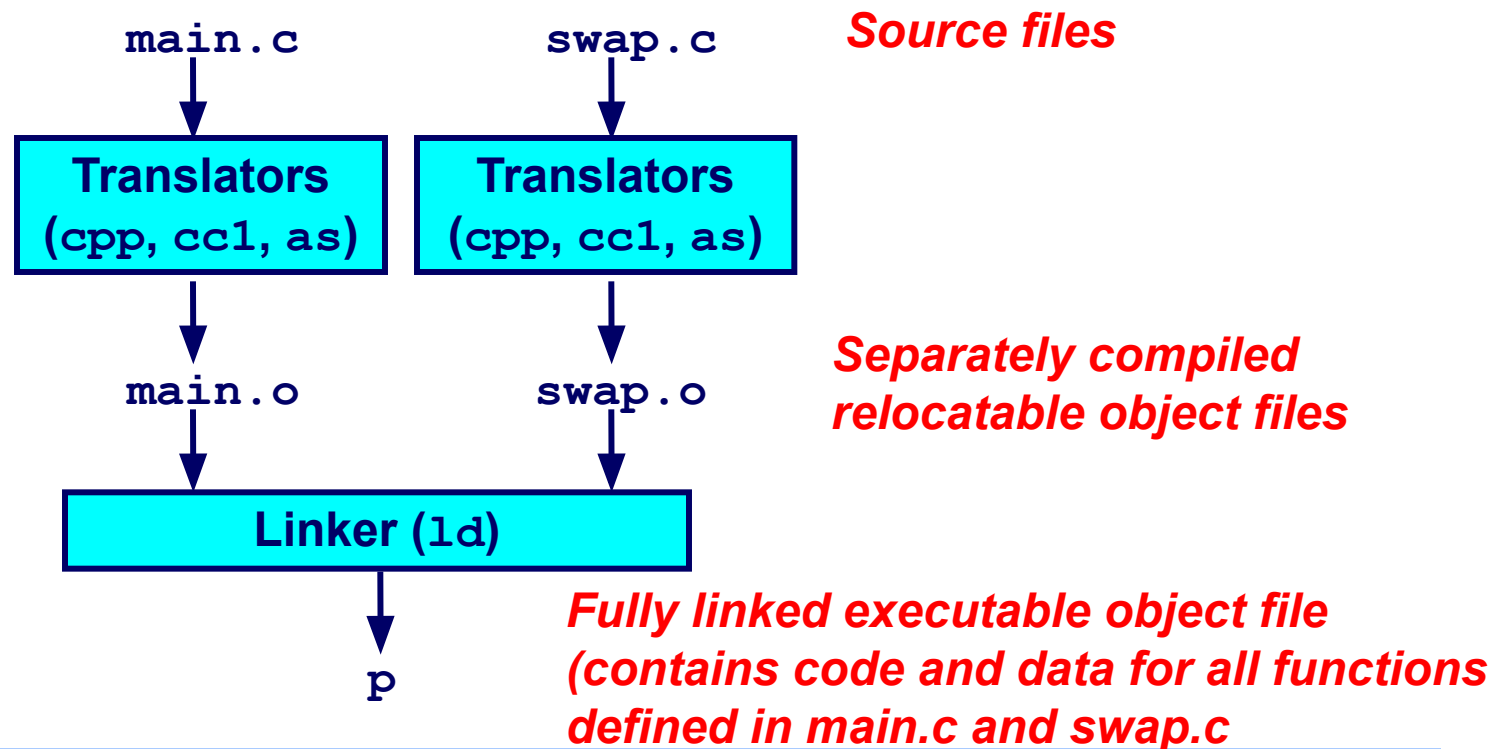 main.c swap.c Source files
Translators Translators
(cpp, cc1, as) (cpp, cc1, as)
main.o swap.o
Separately compiled
relocatable object files
Linker (ld)
Fully linked executable object file
(contains code and data for all functions
defined in main.c and swap.c
p